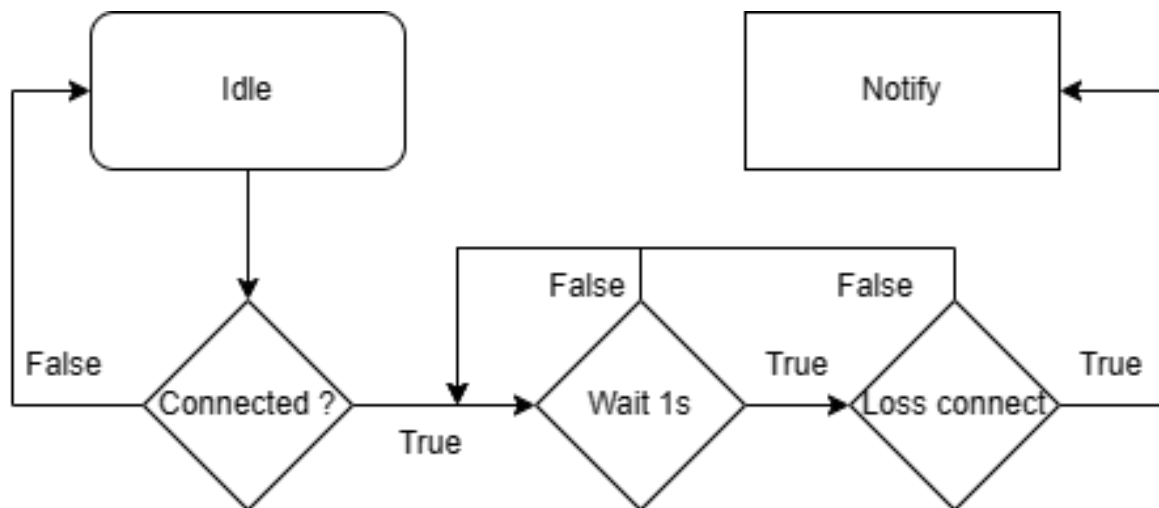 Idle
Notify
False
False
False
True
True
Connected ?
Wait 1s
Loss connect
True